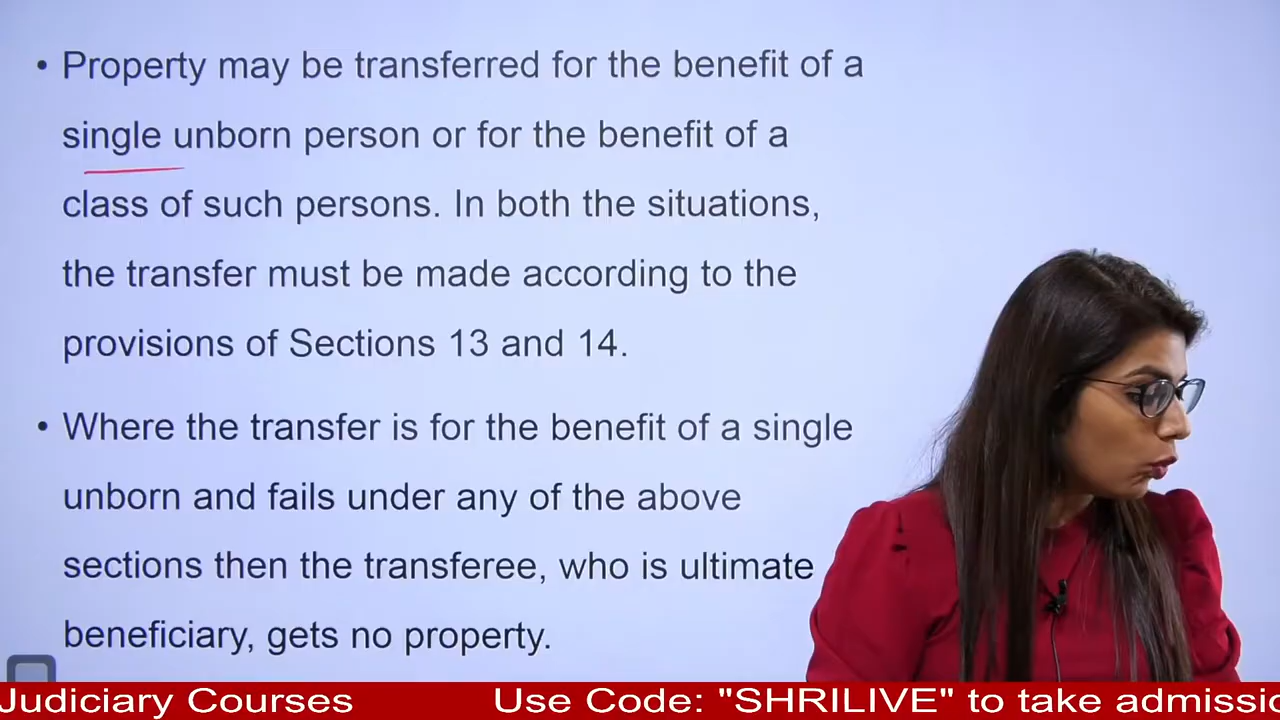 • Property may be transferred for the benefit of a
single unborn person or for the benefit of a
class of such persons. In both the situations,
the transfer must be made according to the
provisions of Sections 13 and 14.
• Where the transfer is for the benefit of a single
unborn and fails under any of the above
sections then the transferee, who is ultimate
beneficiary, gets no property.
Judiciary Courses Use Code: "SHRILIVE" to take admissio